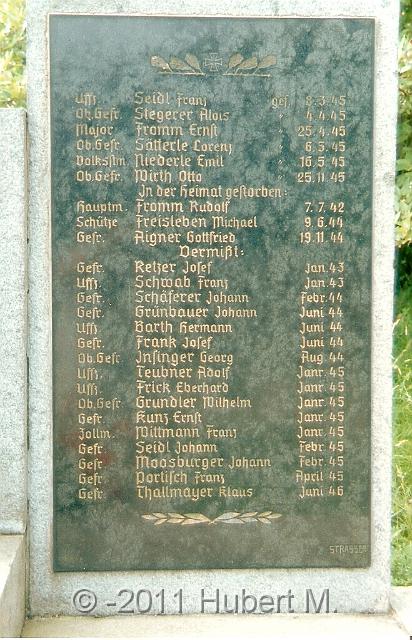 Uffz. Seidl Franz gef. 8.3.45
Ob.Gefr. Stegerer Alois " 4.4.45
Major Fromm Ernst " 25.4.45
Ob.Gefr. Sätterle Lorenz " 6.5.45
Volksstm. Niederle Emil " 16.5.45
Ob.Gefr. Wirth Otto " 25.11.45
In der Heimat gestorben:
Hauptm. Fromm Rudolf 7.7.42
Schütze Freisleben Michael 9.6.44
Gefr. Aigner Gottfried 19.11.44
Vermißt:
Gefr. Retzer Josef Jan.43
Uffz. Schwab Franz Jan.43
Gefr. Schäferer Johann Febr.44
Gefr. Grünbauer Johann Juni 44
Uffz. Barth Hermann Juni 44
Gefr. Frank Josef Juni 44
Ob.Gefr. Insinger Georg Aug.44
Uffz. Teubner Adolf Janr.45
Uffz. Frick Eberhard Janr.45
Ob.Gefr. Grundler Wilhelm Janr.45
Gefr. Kunz Ernst Janr.45
Zollm. Wittmann Franz Janr.45
Gefr. Seidl Johann Febr.45
Gefr. Moosburger Johann Febr.45
Gefr. Portisch Franz April 45
Gefr. Thallmayer Klaus Juni 46
STRASSER
© -2011 Hubert M.